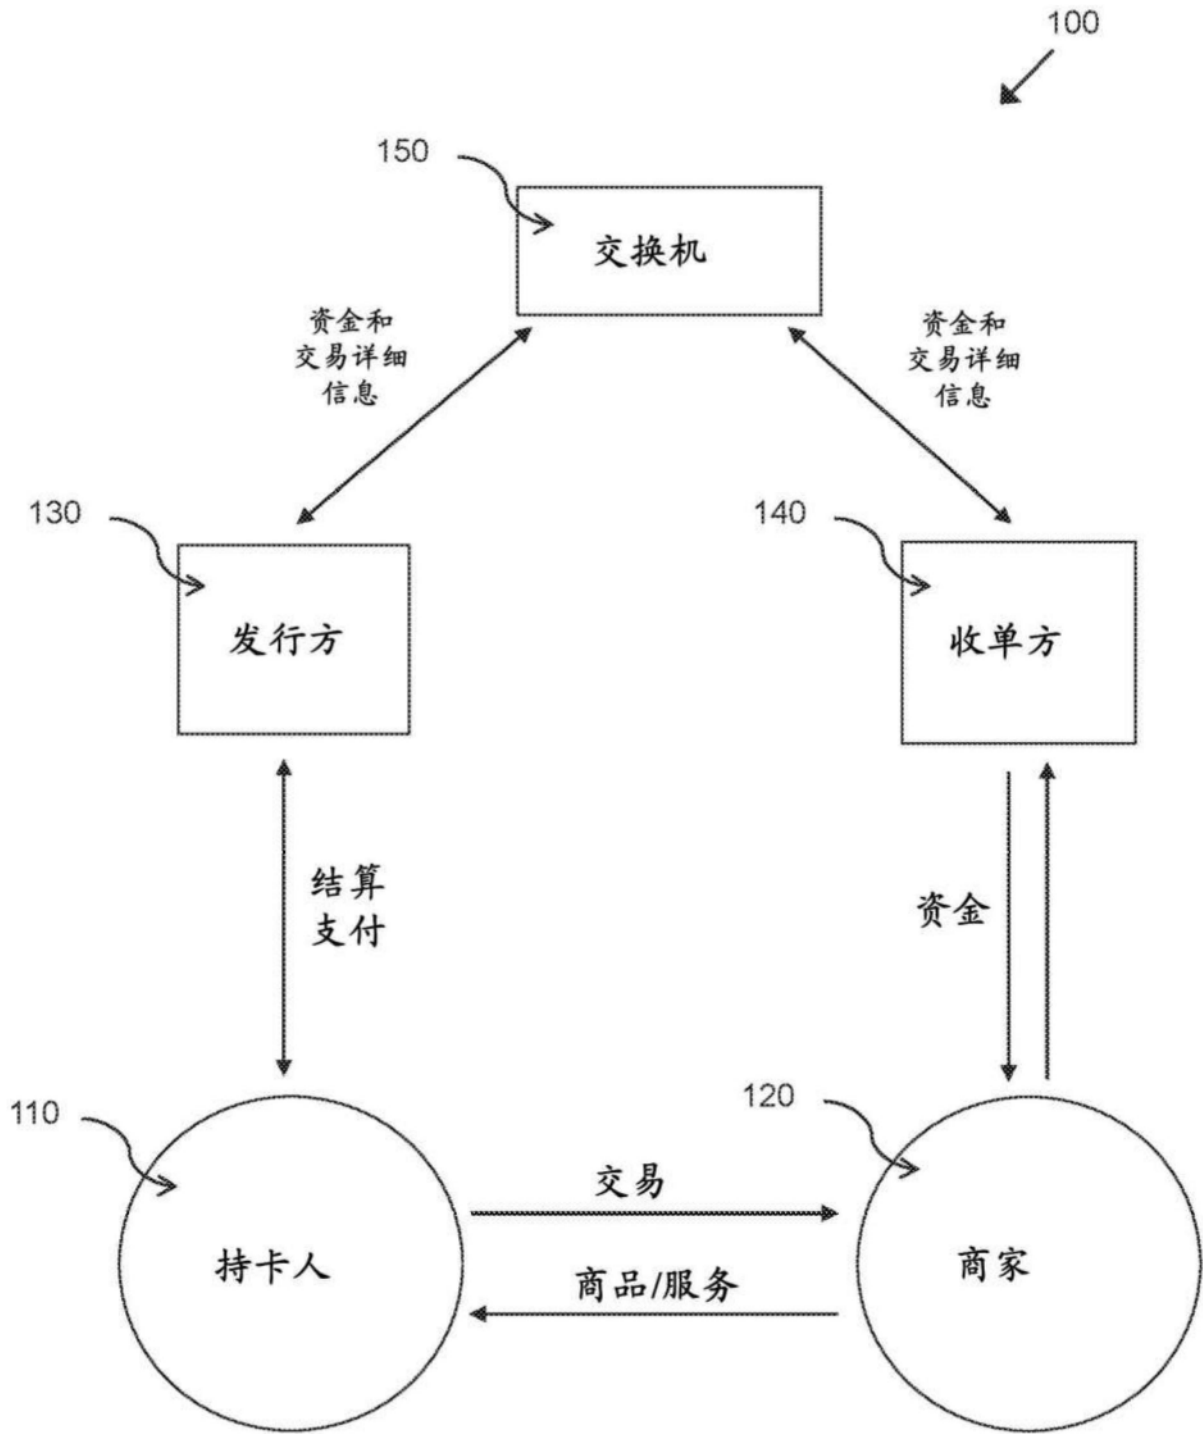 100
150
交换机
资金和
交易详细
信息
资金和
交易详细
信息
130
发行方
140
收单方
结算
支付
资金
110
持卡人
120
商家
交易
商品/服务